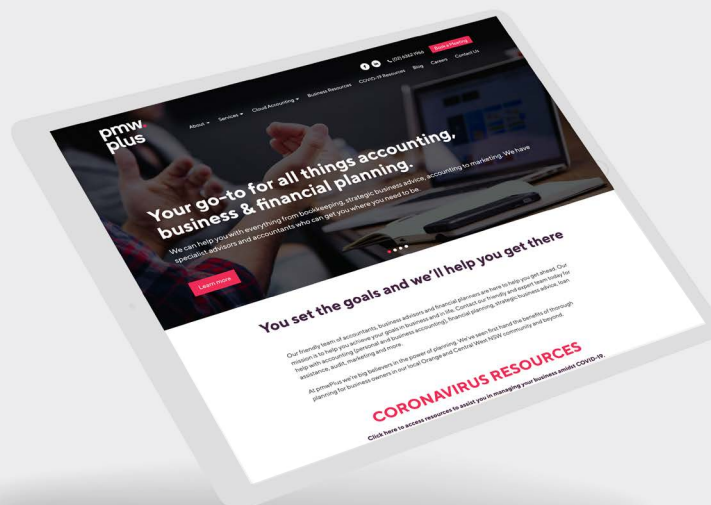 (02) 6362 1966
Book a Meeting
pmw.
plus
About
Services
Cloud Accounting
Business Resources
COVID-19 Resources
Blog
Careers
Contact Us
Your go-to for all things accounting,
business & financial planning.
We can help you with everything from bookkeeping, strategic business advice, accounting to marketing. We have
specialist advisors and accountants who can get you where you need to be.
Learn more
You set the goals and we'll help you get there
Our friendly team of accountants, business advisors and financial planners are here to help you get ahead. Our
mission is to help you achieve your goals in business and in life. Contact our friendly and expert team today for
help with accounting (personal and business accounting), financial planning, strategic business advice, loan
assistance, audit, marketing and more.
At pmwPlus we're big believers in the power of planning. We've seen first hand the benefits of thorough
planning for business owners in our local Orange and Central West NSW community and beyond.
CORONAVIRUS RESOURCES
Click here to access resources to assist you in managing your business amidst COVID-19.